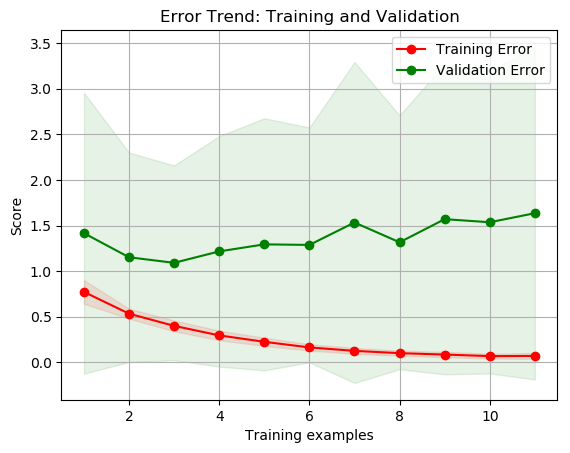 Error Trend: Training and Validation
Training Error
Validation Error
Score
3.5
3.0
2.5
2.0
1.5
1.0
0.5
0.0
2
4
6
8
10
Training examples